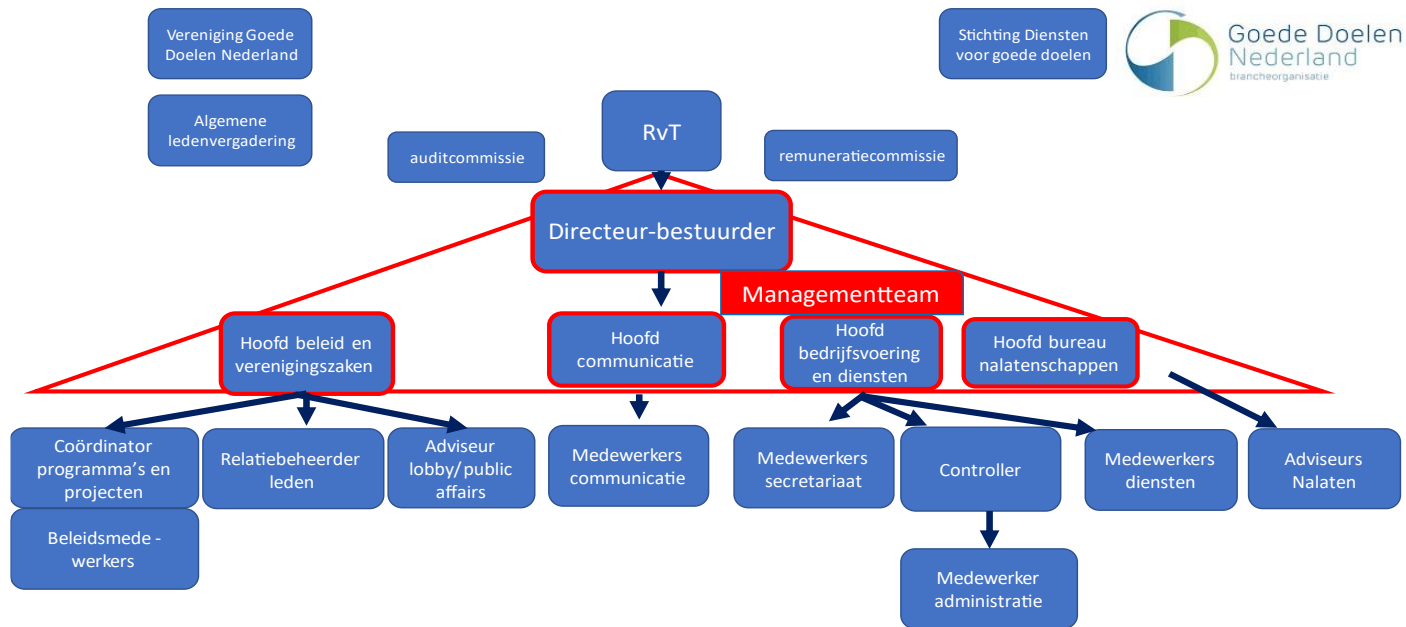 Vereniging Goede
Doelen Nederland
Stichting Diensten
voor goede doelen
Goede Doelen
Nederland
brancheorganisatie
Algemene
ledenvergadering
RvT
auditcommissie
remuneratiecommissie
Directeur-bestuurder
Managementteam
Hoofd beleid en
verenigingszaken
Hoofd
communicatie
Hoofd
bedrijfsvoering
en diensten
Hoofd bureau
nalatenschappen
Coördinator
programma's en
projecten
Relatiebeheerder
leden
Adviseur
lobby/public
affairs
Medewerkers
communicatie
Medewerkers
secretariaat
Controller
Medewerkers
diensten
Adviseurs
Nalaten
Beleidsmede -
werkers
Medewerker
administratie